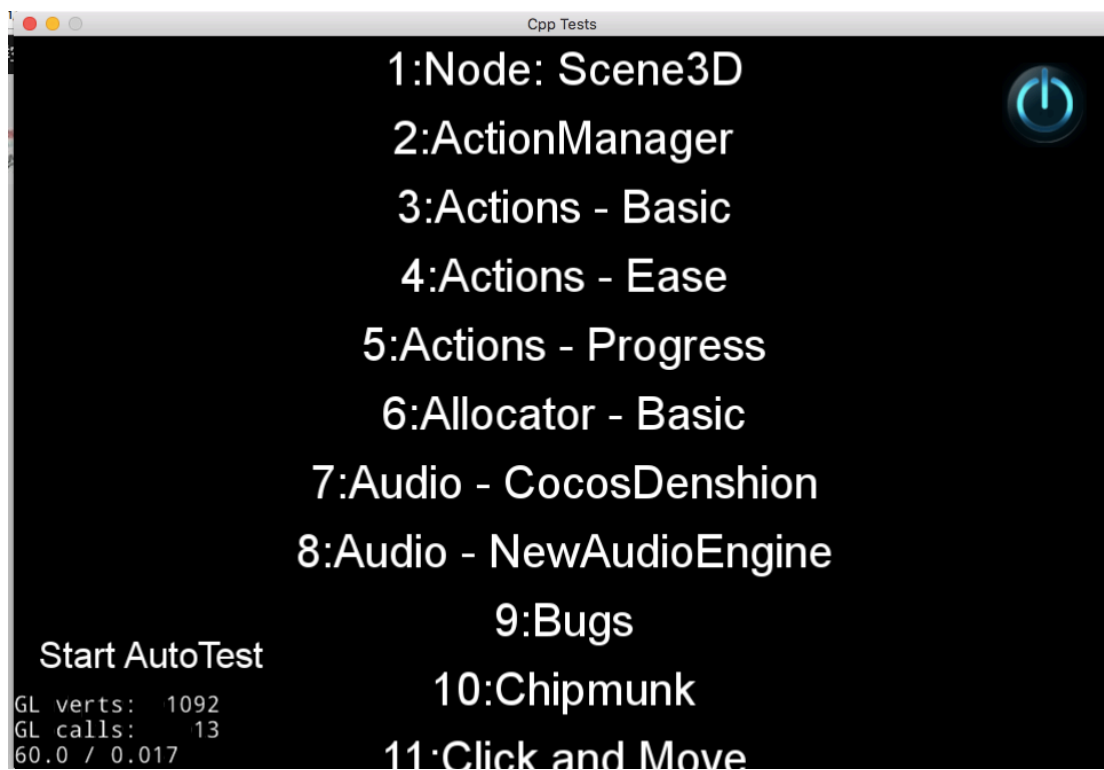 Cpp Tests
1:Node: Scene3D
2:ActionManager
3:Actions - Basic
4:Actions - Ease
5:Actions - Progress
6:Allocator - Basic
7:Audio - CocosDenshion
8:Audio - NewAudioEngine
9:Bugs
10:Chipmunk
11:Click and Move
Start AutoTest
GL verts: 1092
GL calls: 13
60.0 / 0.017